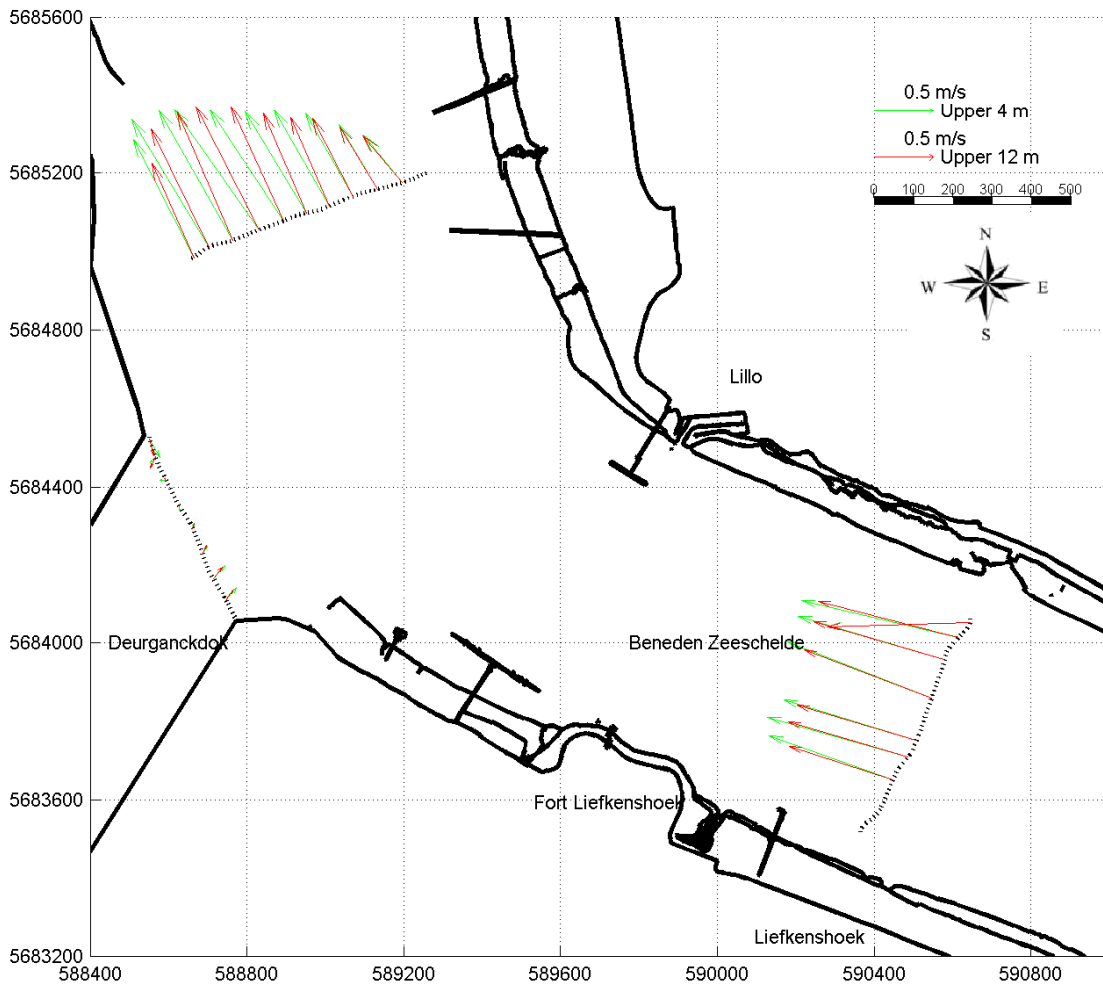 5685600
5685200
5684800
5684400
5684000
5683600
5683200
588400 588800 589200 589600 590000 590400 590800
0.5 m/s
Upper 4 m
0.5 m/s
Upper 12 m
0 100 200 300 400 500
N
W E
S
Lillo
Deurganckdok
Beneden Zeeschelde
Fort Liefkenshoek
Liefkenshoek